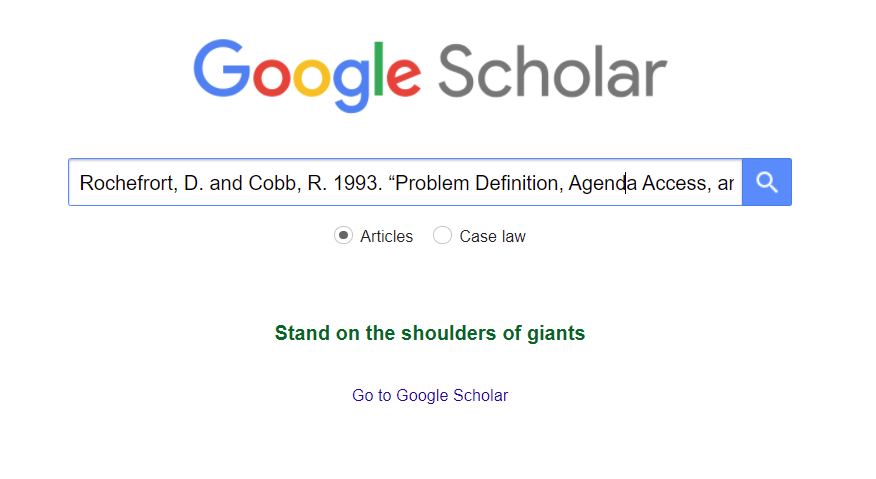 Google Scholar
Rochefrort, D. and Cobb, R. 1993. “Problem Definition, Agenda Access, ar
Articles Case law
Stand on the shoulders of giants
Go to Google Scholar